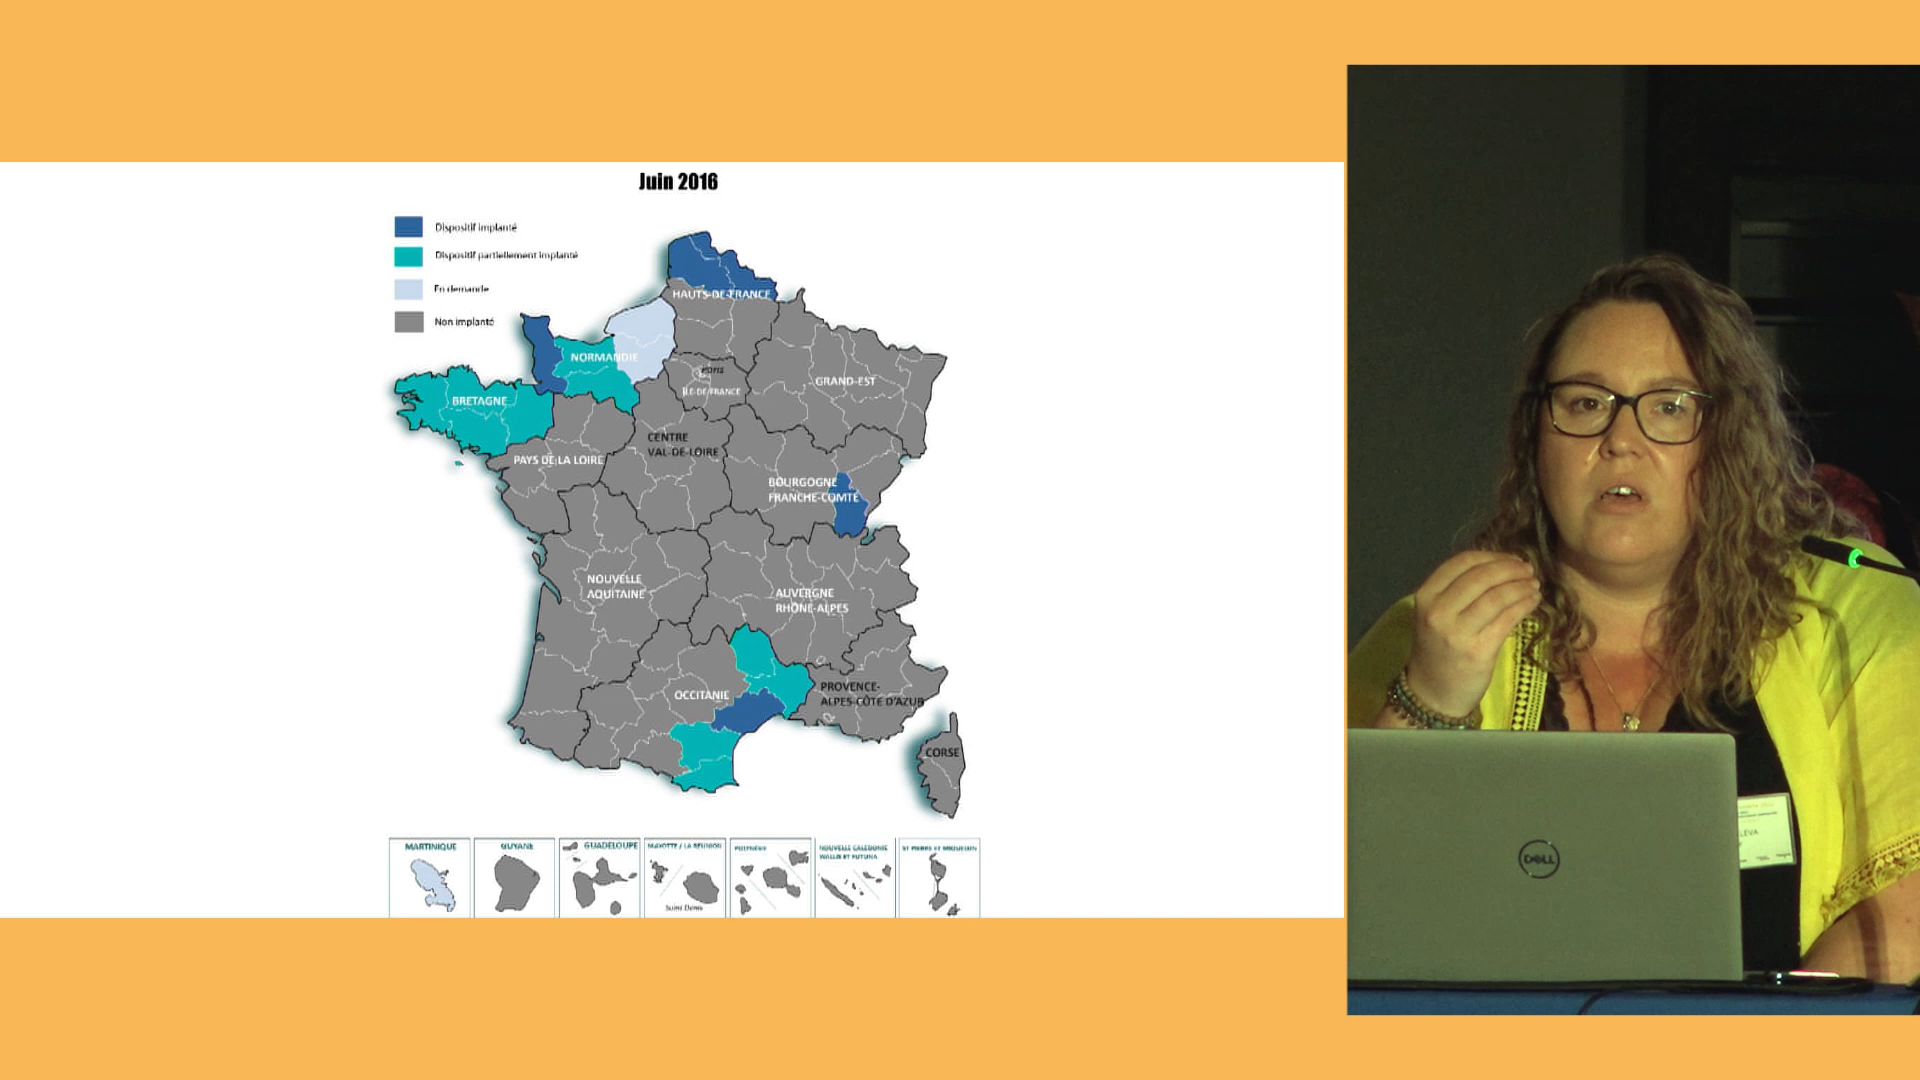 Juin 2016
Dispositif implanté
Dispositif partiellement implanté
En demande
Non implanté
HAUTS-DE-FRANCE
NORMANDIE
PARIS
ÎLE-DE-FRANCE
GRAND-EST
BRETAGNE
CENTRE
VAL-DE-LOIRE
PAYS DE LA LOIRE
BOURGOGNE
FRANCHE-COMTÉ
NOUVELLE
AQUITAINE
AUVERGNE
RHÔNE-ALPES
OCCITANIE
PROVENCE-
ALPES-CÔTE D'AZUR
CORSE
MARTINIQUE
GUYANE
GUADELOUPE
MAYOTTE / LA RÉUNION
Saint Denis
POLYNÉSIE
NOUVELLE CALÉDONIE
WALLIS ET FUTUNA
ST PIERRE ET MIQUELON
DELL
LÉVA